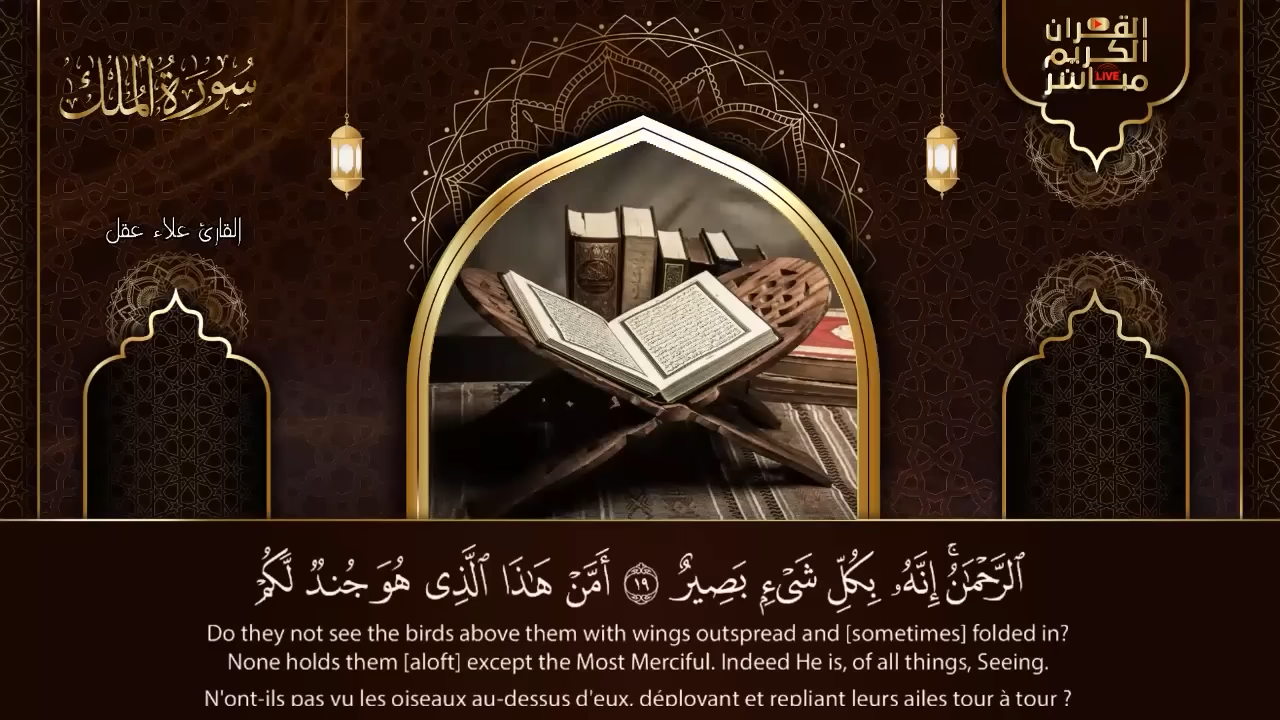 سورة الملك
القرآن
الكريم
مباشر
LIVE
القارئ علاء عقل
ٱلرَّحْمَٰنُ ۚ إِنَّهُۥ بِكُلِّ شَىْءٍۭ بَصِيرٌ ١٩ أَمَّنْ هَٰذَا ٱلَّذِى هُوَ جُندٌ لَّكُمْ
Do they not see the birds above them with wings outspread and [sometimes] folded in?
None holds them [aloft] except the Most Merciful. Indeed He is, of all things, Seeing.
N'ont-ils pas vu les oiseaux au-dessus d'eux, déployant et repliant leurs ailes tour à tour ?